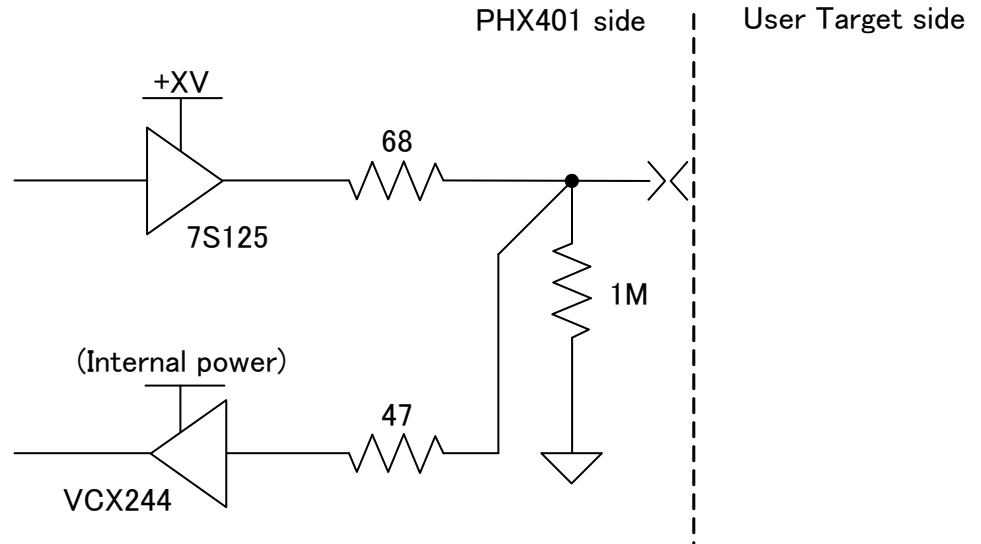 PHX401 side
User Target side
+XV
68
7S125
1M
(Internal power)
47
VCX244